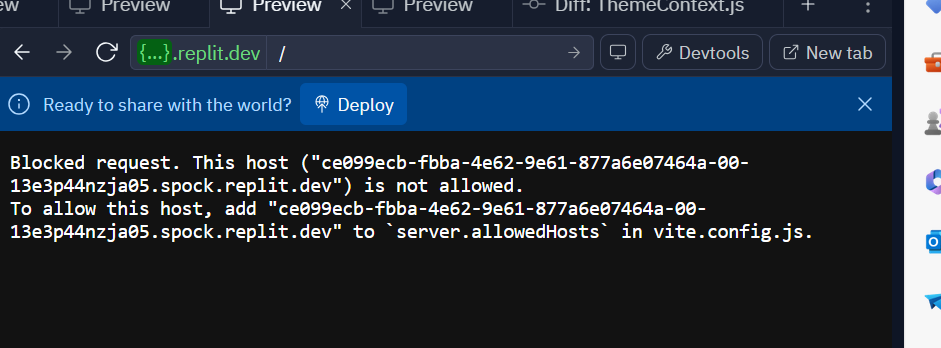 ew Preview Preview × Preview Diff: ThemeContext.js +
{...}.replit.dev / Devtools New tab
Ready to share with the world? Deploy
Blocked request. This host ("ce099ecb-fbba-4e62-9e61-877a6e07464a-00-
13e3p44nzja05.spock.replit.dev") is not allowed.
To allow this host, add "ce099ecb-fbba-4e62-9e61-877a6e07464a-00-
13e3p44nzja05.spock.replit.dev" to `server.allowedHosts` in vite.config.js.